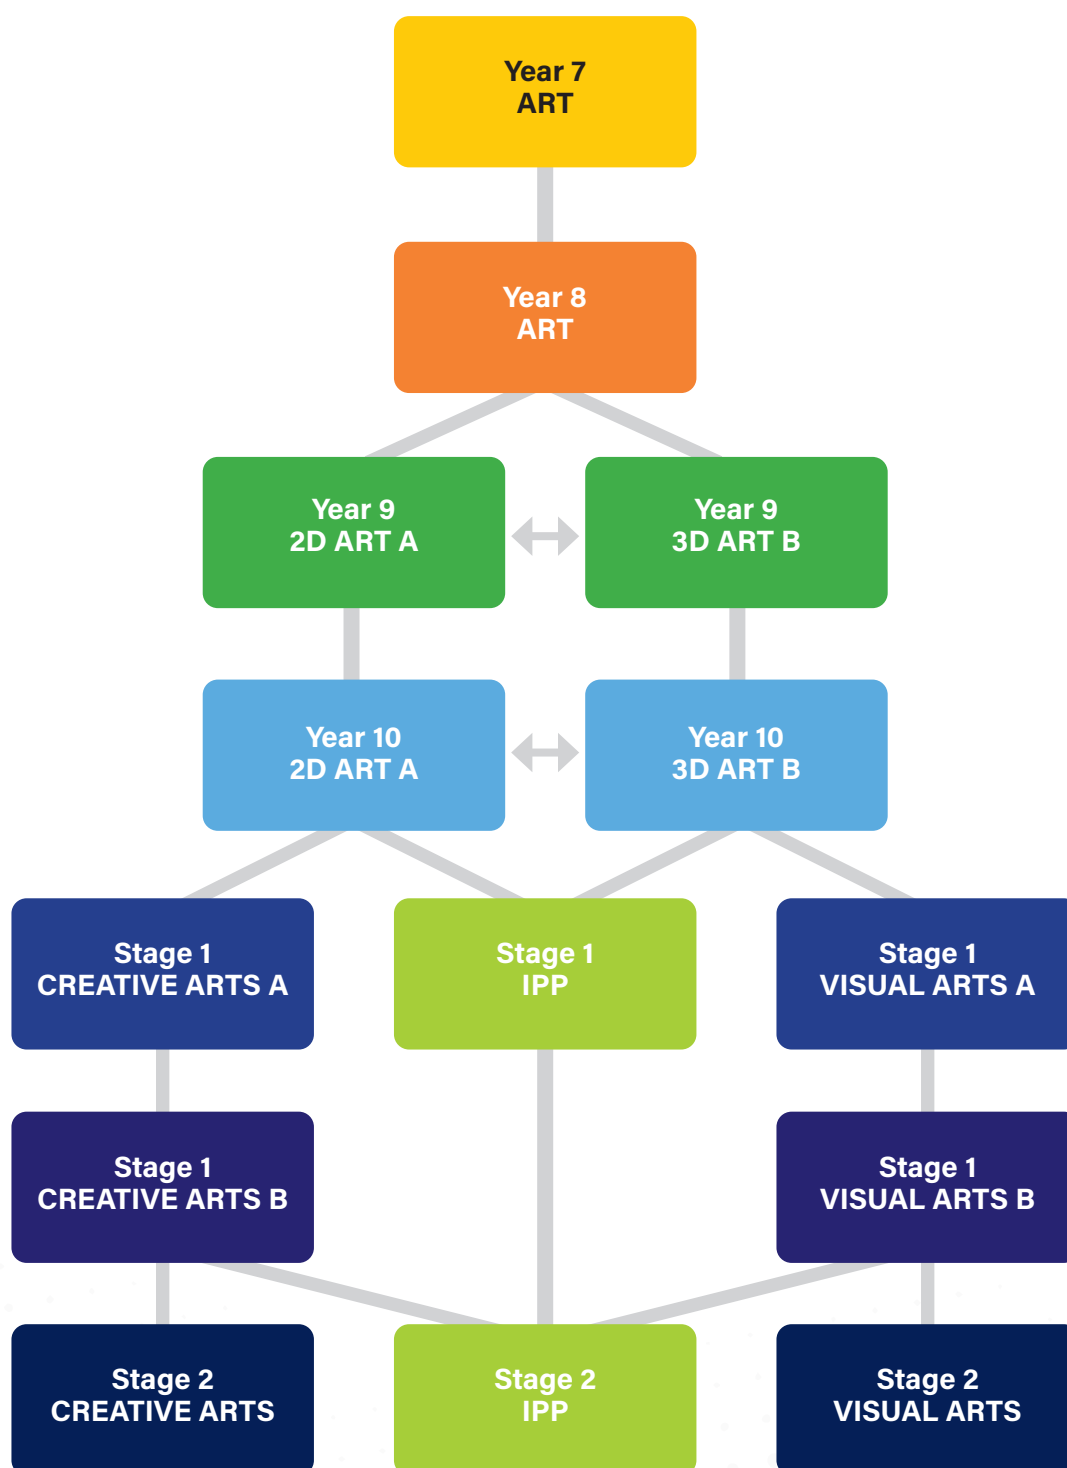 Year 7
ART
Year 8
ART
Year 9
2D ART A
Year 9
3D ART B
Year 10
2D ART A
Year 10
3D ART B
Stage 1
CREATIVE ARTS A
Stage 1
IPP
Stage 1
VISUAL ARTS A
Stage 1
CREATIVE ARTS B
Stage 1
VISUAL ARTS B
Stage 2
CREATIVE ARTS
Stage 2
IPP
Stage 2
VISUAL ARTS